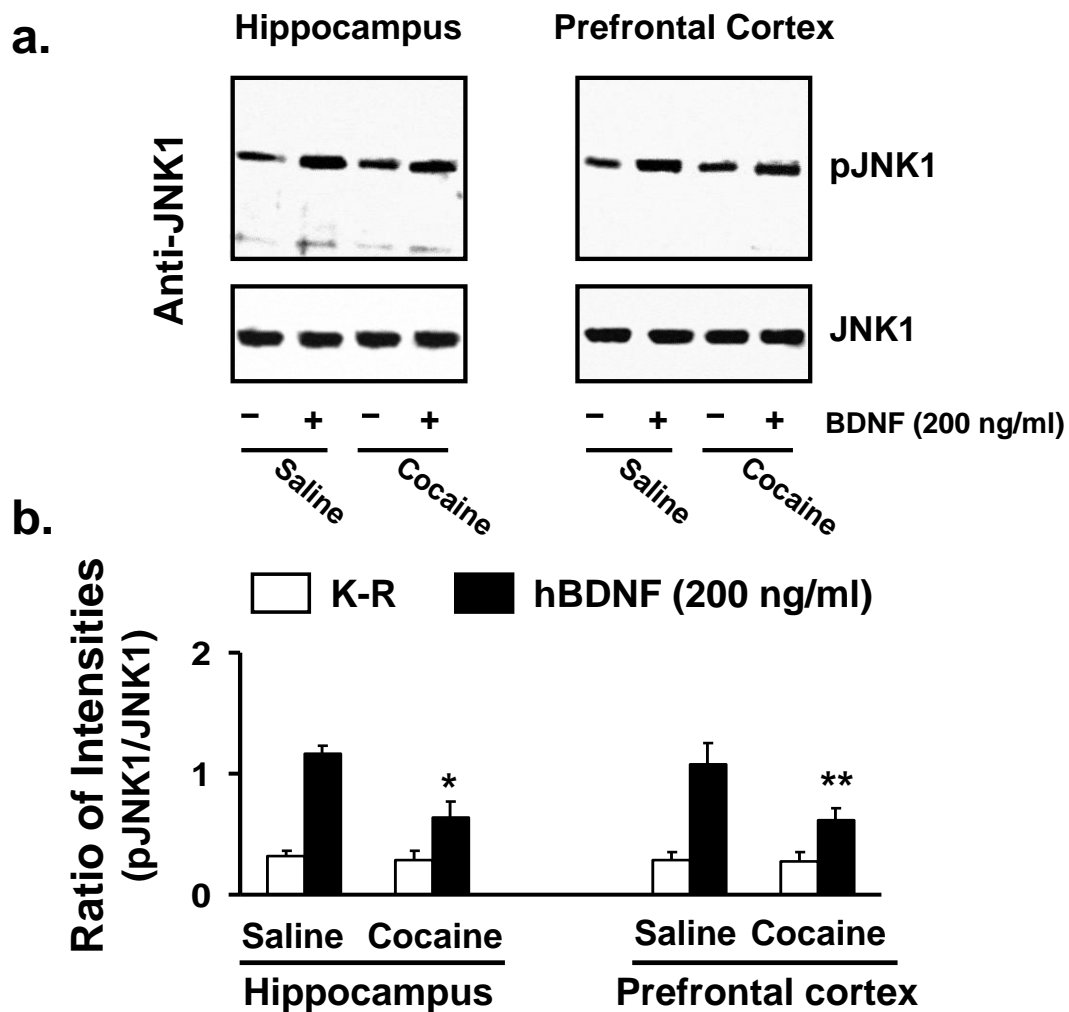 a.
Hippocampus Prefrontal Cortex
Anti-JNK1
pJNK1
JNK1
– + – + – + – + BDNF (200 ng/ml)
Saline Cocaine Saline Cocaine
b.
K-R hBDNF (200 ng/ml)
Ratio of Intensities
(pJNK1/JNK1)
2
1
0
* **
Saline Cocaine Saline Cocaine
Hippocampus Prefrontal cortex